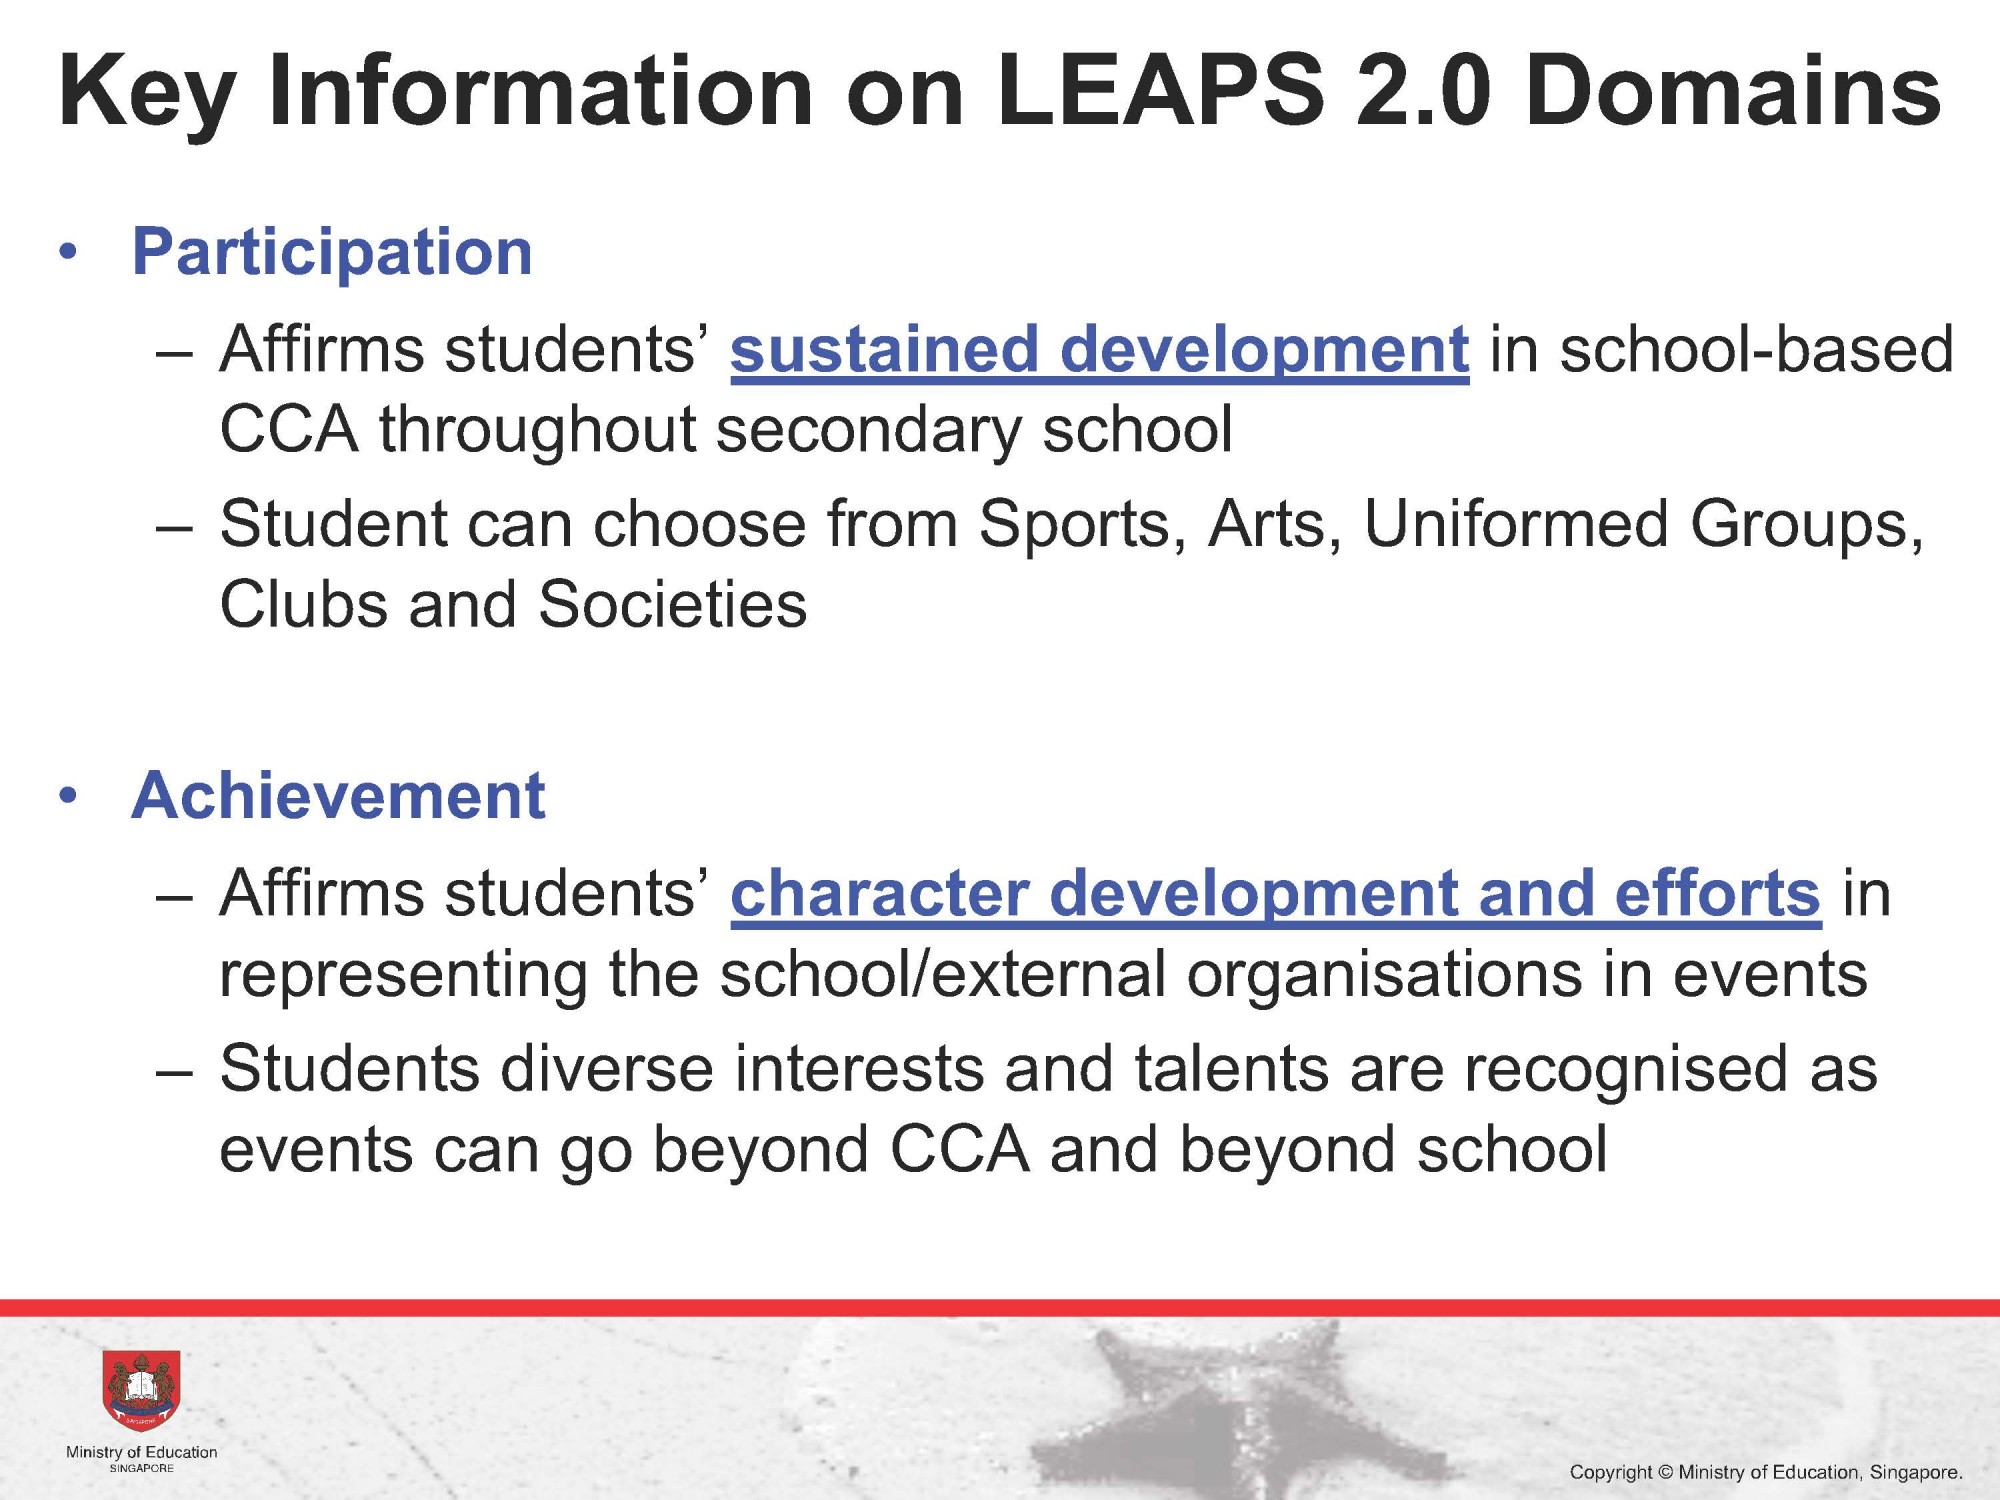 Key Information on LEAPS 2.0 Domains
• Participation
– Affirms students’ sustained development in school-based
CCA throughout secondary school
– Student can choose from Sports, Arts, Uniformed Groups,
Clubs and Societies
• Achievement
– Affirms students’ character development and efforts in
representing the school/external organisations in events
– Students diverse interests and talents are recognised as
events can go beyond CCA and beyond school
Ministry of Education
SINGAPORE
Copyright © Ministry of Education, Singapore.